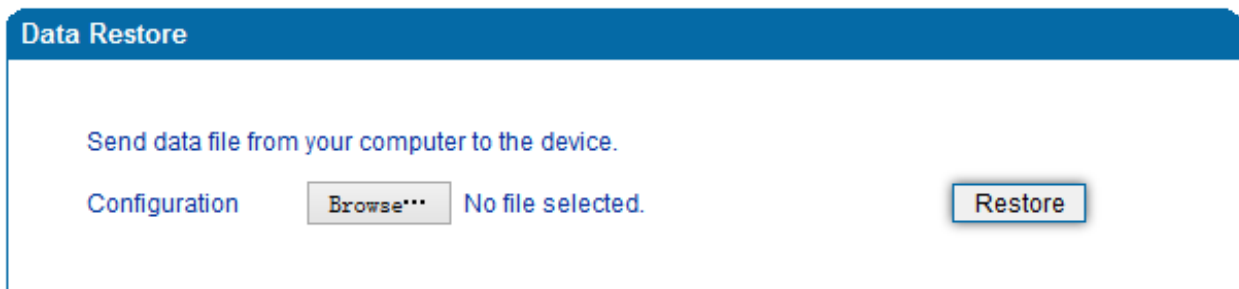 Data Restore
Send data file from your computer to the device.
Configuration Browse··· No file selected. Restore